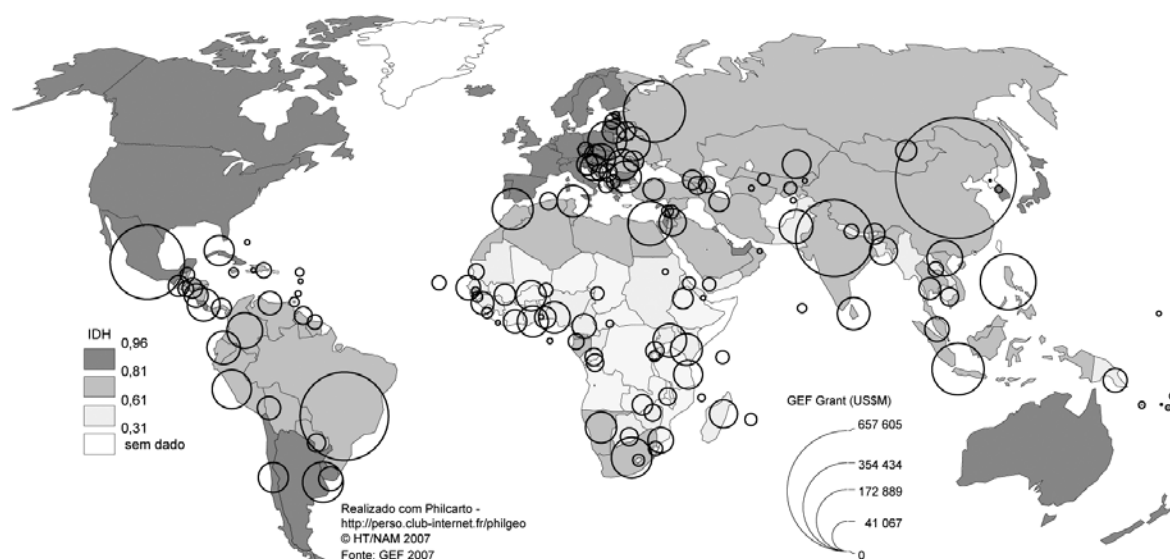 IDH
0,96
0,81
0,61
0,31
sem dado
Realizado com Philcarto -
http://perso.club-internet.fr/philgeo
© HT/NAM 2007
Fonte: GEF 2007
GEF Grant (US$M)
657 605
354 434
172 889
41 067
0